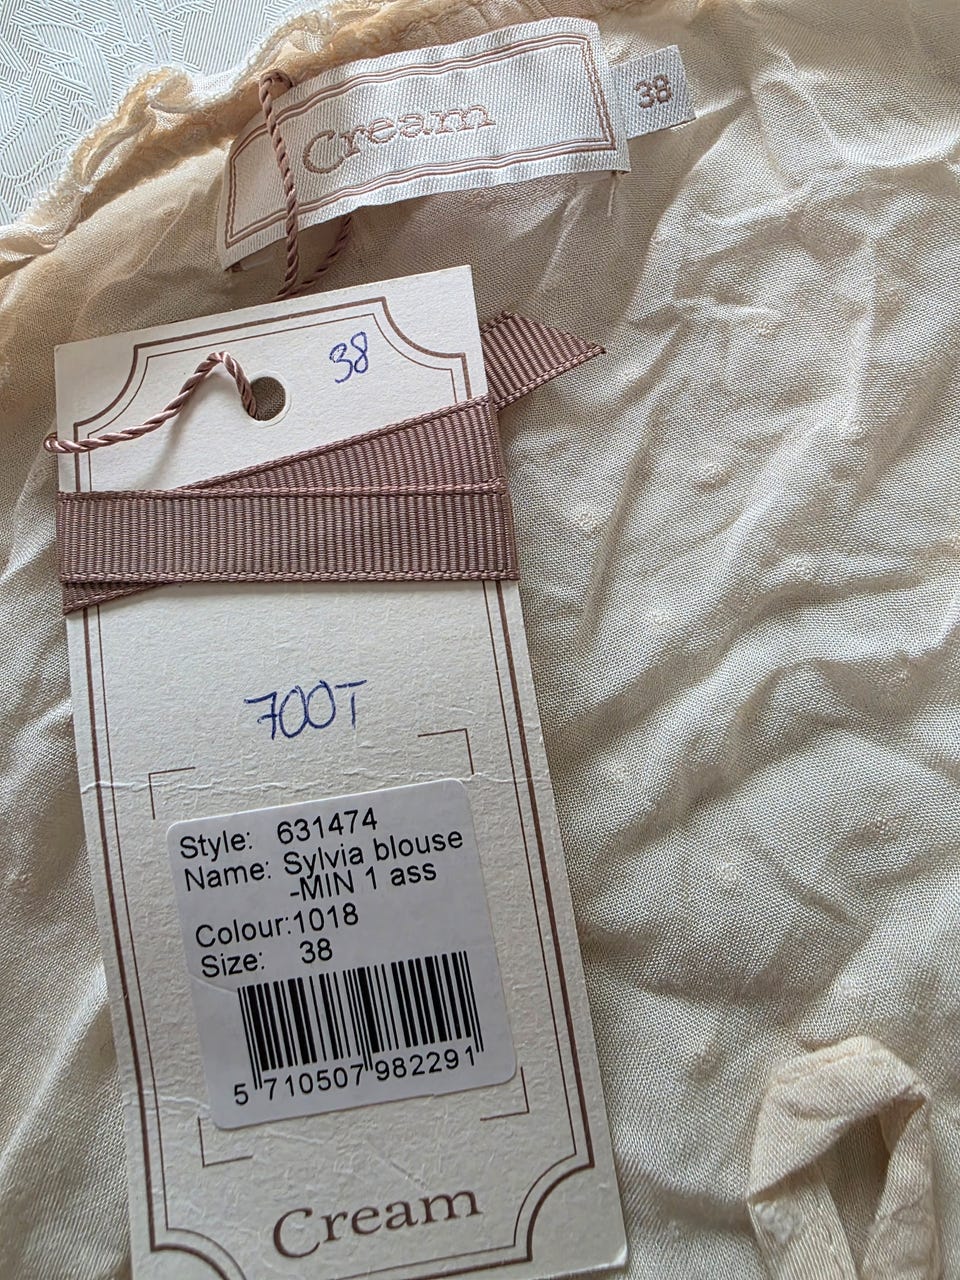 Cream
38
38
700T
Style: 631474
Name: Sylvia blouse
-MIN 1 ass
Colour:1018
Size: 38
5 710507 982291
Cream